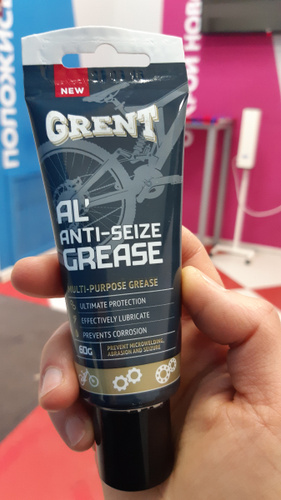 NEW
GRENT
AL'
ANTI-SEIZE
GREASE
MULTI-PURPOSE GREASE
ULTIMATE PROTECTION
EFFECTIVELY LUBRICATE
PREVENTS CORROSION
60G
PREVENT MICROWELDING,
ABRASION AND SEIZURE